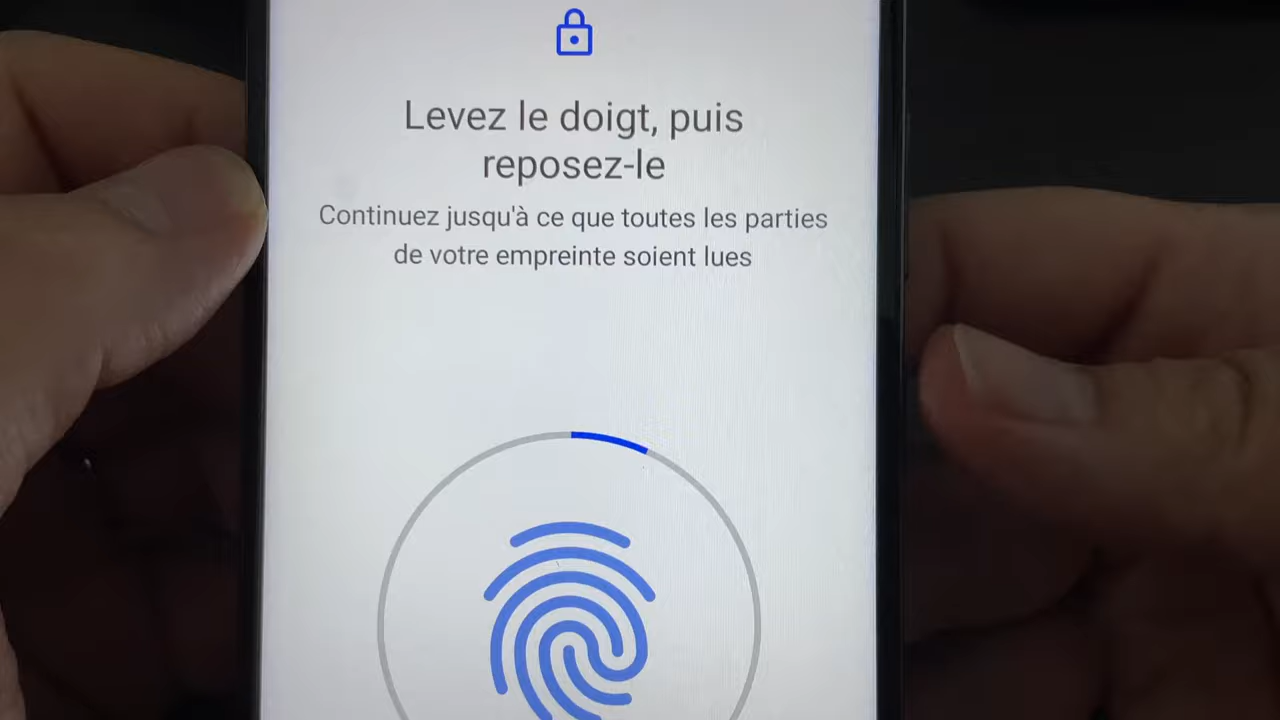 Levez le doigt, puis
reposez-le
Continuez jusqu'à ce que toutes les parties
de votre empreinte soient lues